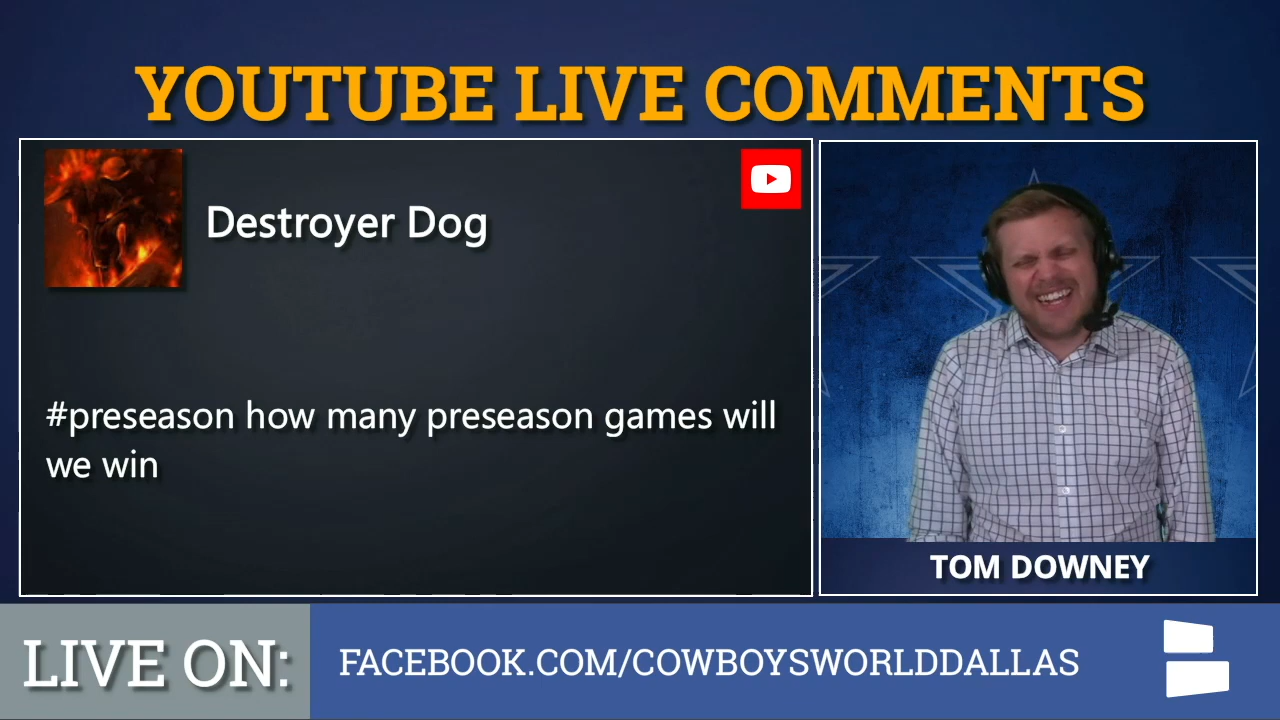 YOUTUBE LIVE COMMENTS
Destroyer Dog
#preseason how many preseason games will
we win
TOM DOWNEY
LIVE ON:
FACEBOOK.COM/COWBOYSWORLDDALLAS